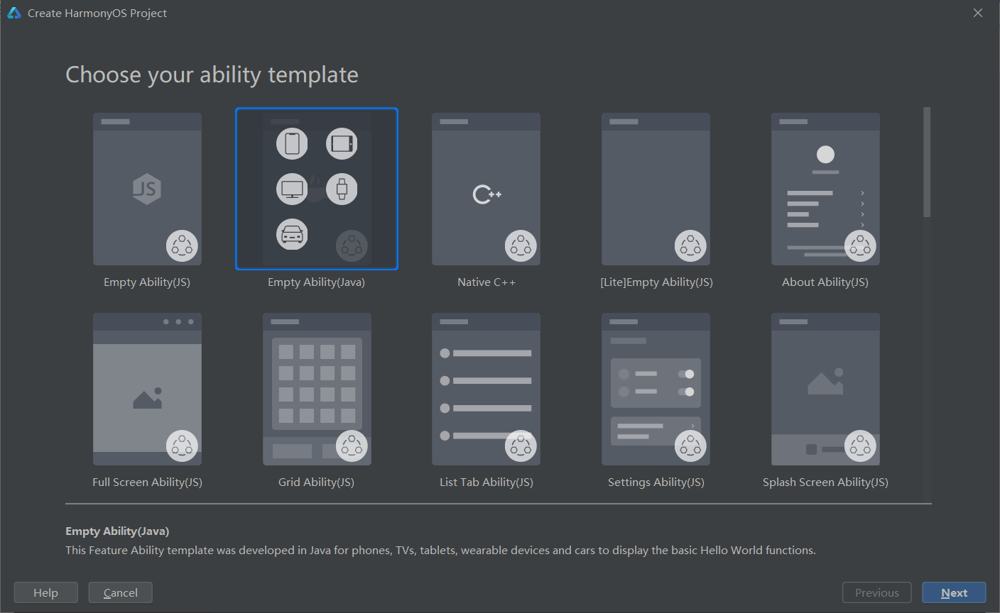 Create HarmonyOS Project
Choose your ability template
JS
C++
Empty Ability(JS)
Empty Ability(Java)
Native C++
[Lite]Empty Ability(JS)
About Ability(JS)
Full Screen Ability(JS)
Grid Ability(JS)
List Tab Ability(JS)
Settings Ability(JS)
Splash Screen Ability(JS)
Empty Ability(Java)
This Feature Ability template was developed in Java for phones, TVs, tablets, wearable devices and cars to display the basic Hello World functions.
Help
Cancel
Previous
Next